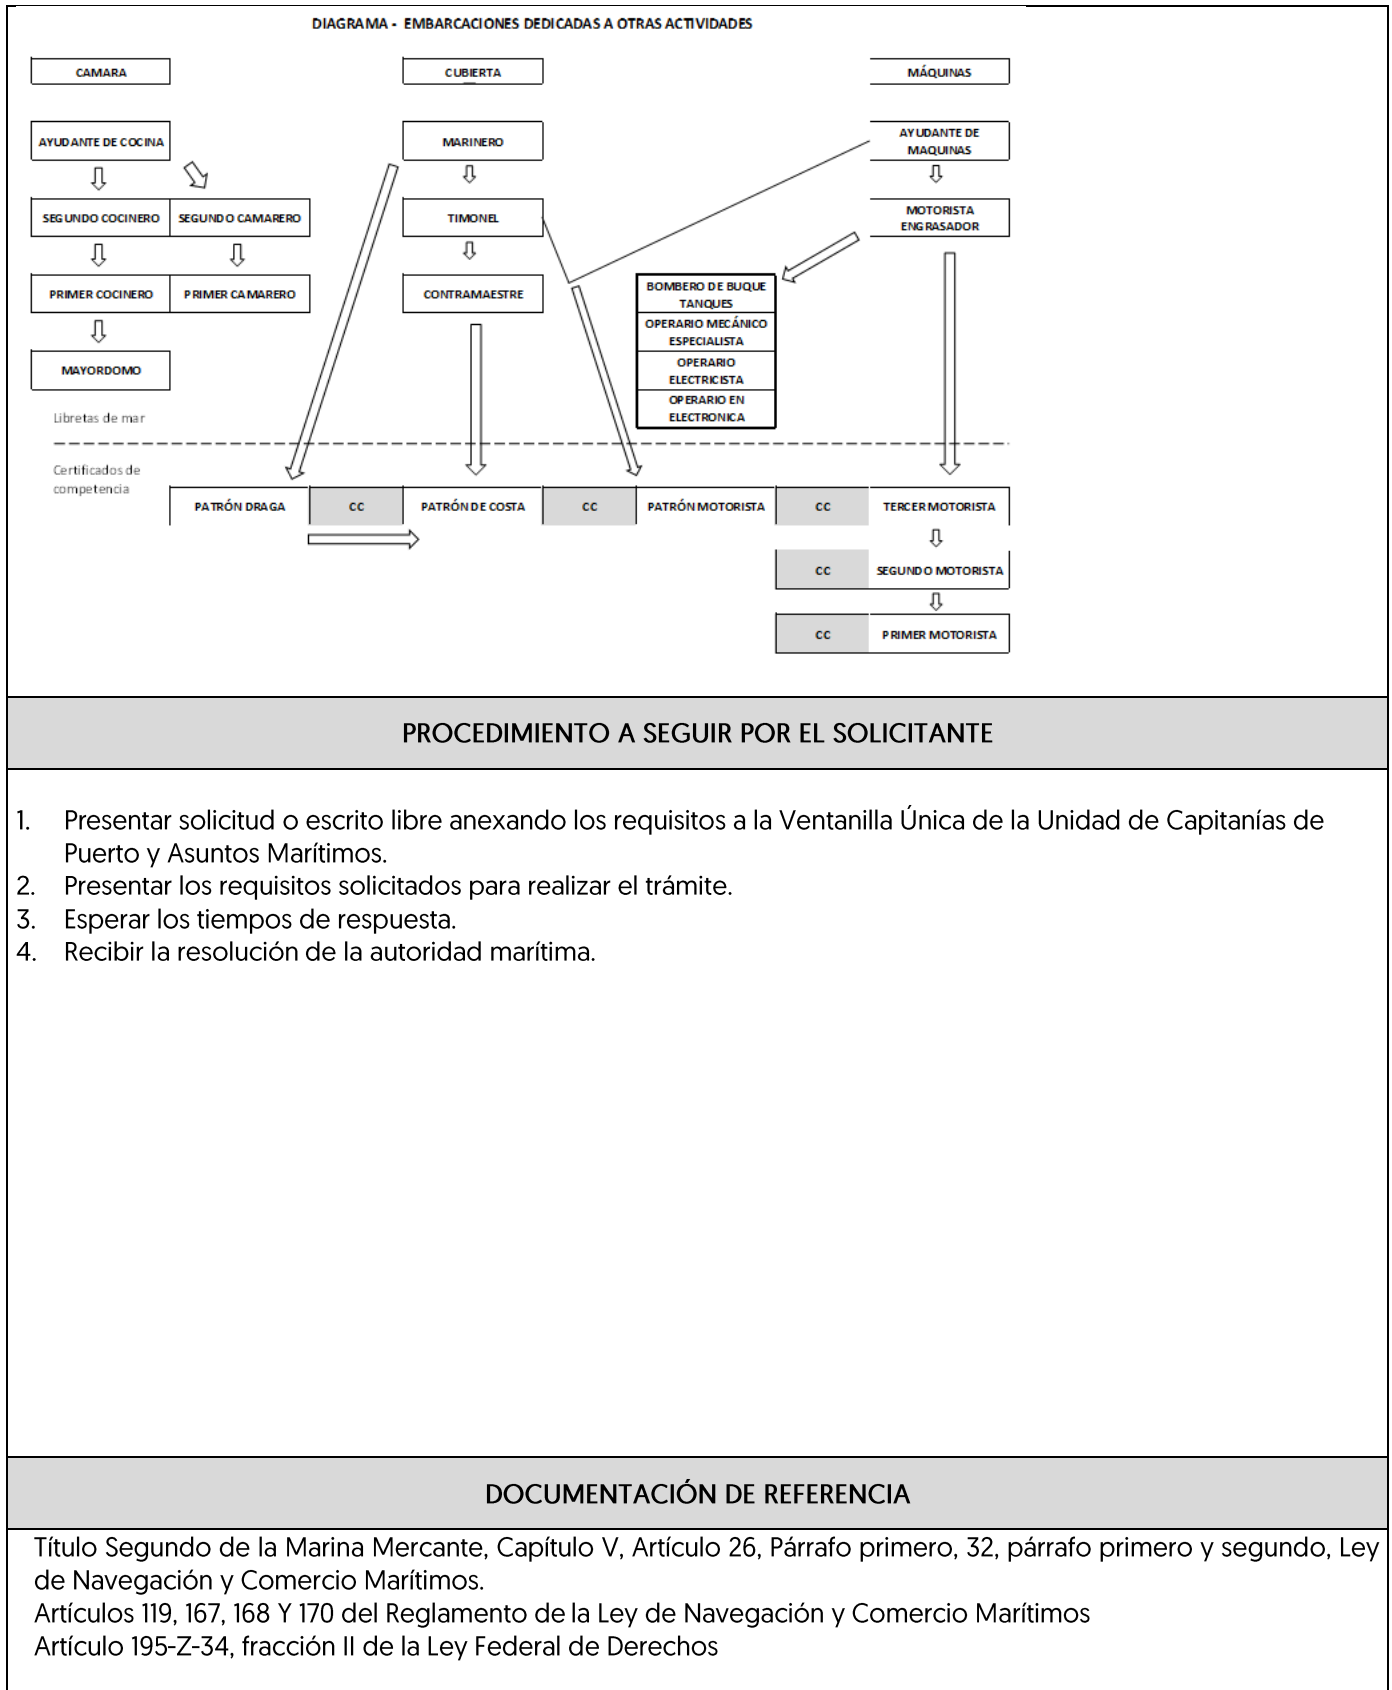 DIAGRAMA - EMBARCACIONES DEDICADAS A OTRAS ACTIVIDADES
CAMARA
CUBIERTA
MÁQUINAS
AYUDANTE DE COCINA
MARINERO
AYUDANTE DE
MAQUINAS
SEGUNDO COCINERO
SEGUNDO CAMARERO
TIMONEL
MOTORISTA
ENGRASADOR
PRIMER COCINERO
PRIMER CAMARERO
CONTRAMAESTRE
BOMBERO DE BUQUE
TANQUES
OPERARIO MECÁNICO
ESPECIALISTA
OPERARIO
ELECTRICISTA
OPERARIO EN
ELECTRONICA
MAYORDOMO
Libretas de mar
Certificados de
competencia
PATRÓN DRAGA
CC
PATRÓN DE COSTA
CC
PATRÓN MOTORISTA
CC
TERCER MOTORISTA
CC
SEGUNDO MOTORISTA
CC
PRIMER MOTORISTA
PROCEDIMIENTO A SEGUIR POR EL SOLICITANTE
1. Presentar solicitud o escrito libre anexando los requisitos a la Ventanilla Única de la Unidad de Capitanías de
Puerto y Asuntos Marítimos.
2. Presentar los requisitos solicitados para realizar el trámite.
3. Esperar los tiempos de respuesta.
4. Recibir la resolución de la autoridad marítima.
DOCUMENTACIÓN DE REFERENCIA
Título Segundo de la Marina Mercante, Capítulo V, Artículo 26, Párrafo primero, 32, párrafo primero y segundo, Ley
de Navegación y Comercio Marítimos.
Artículos 119, 167, 168 Y 170 del Reglamento de la Ley de Navegación y Comercio Marítimos
Artículo 195-Z-34, fracción II de la Ley Federal de Derechos